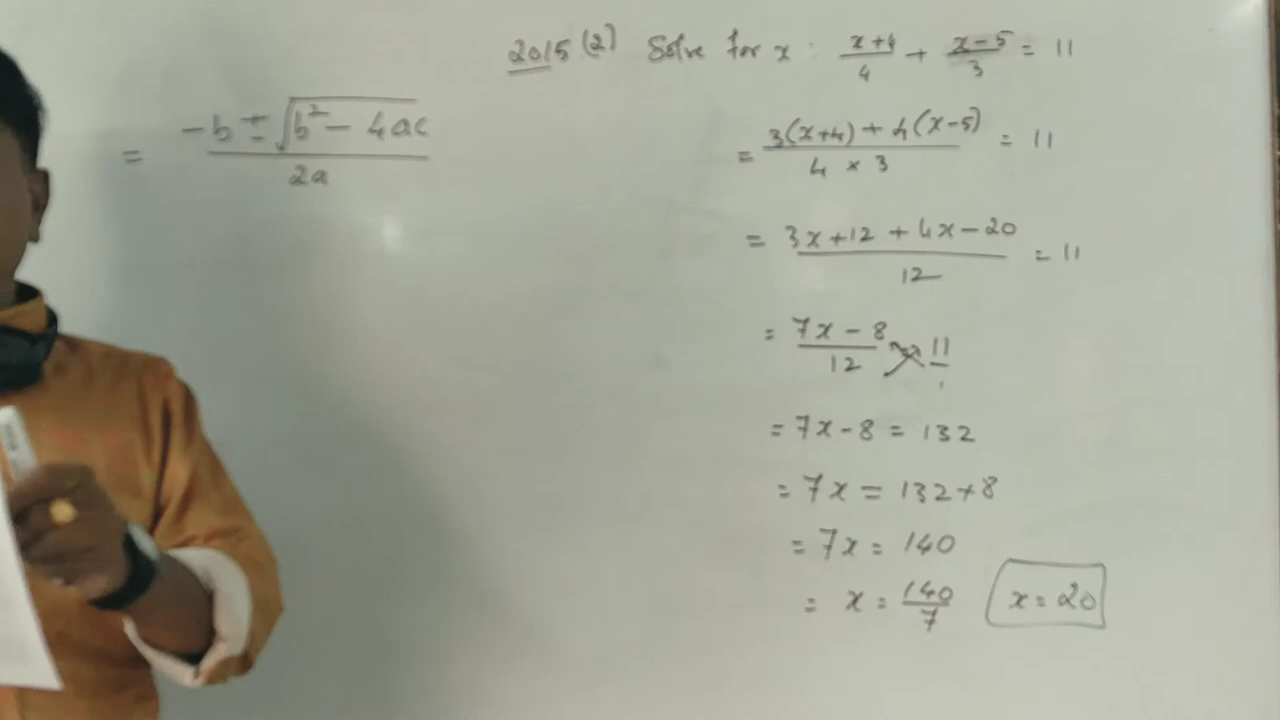 2015 (2) Solve for x : (x+4)/4 + (x-5)/3 = 11
= (-b ± √(b² - 4ac))/(2a)
= (3(x+4) + 4(x-5))/(4 × 3) = 11
= (3x+12 + 4x-20)/12 = 11
= (7x - 8)/12 = 11/1
= 7x - 8 = 132
= 7x = 132 + 8
= 7x = 140
= x = 140/7 x = 20